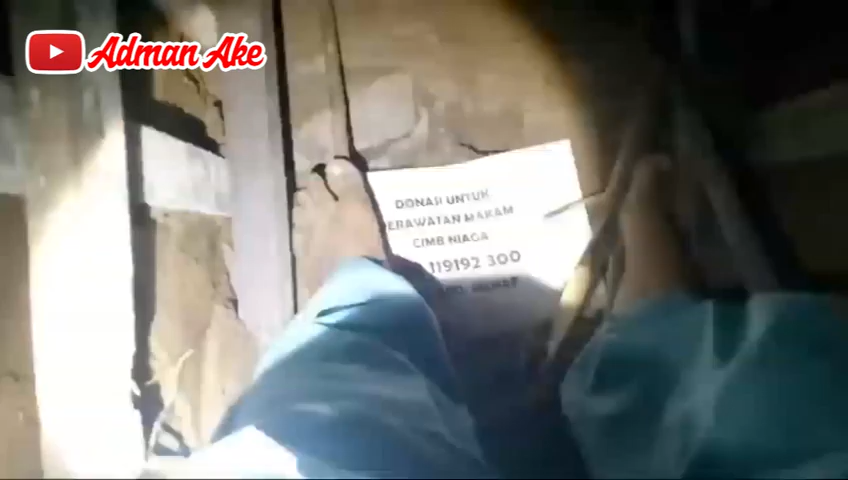 Adman Ake
DONASI UNTUK
ERAWATAN MAKAM
CIMB NIAGA
119192 300